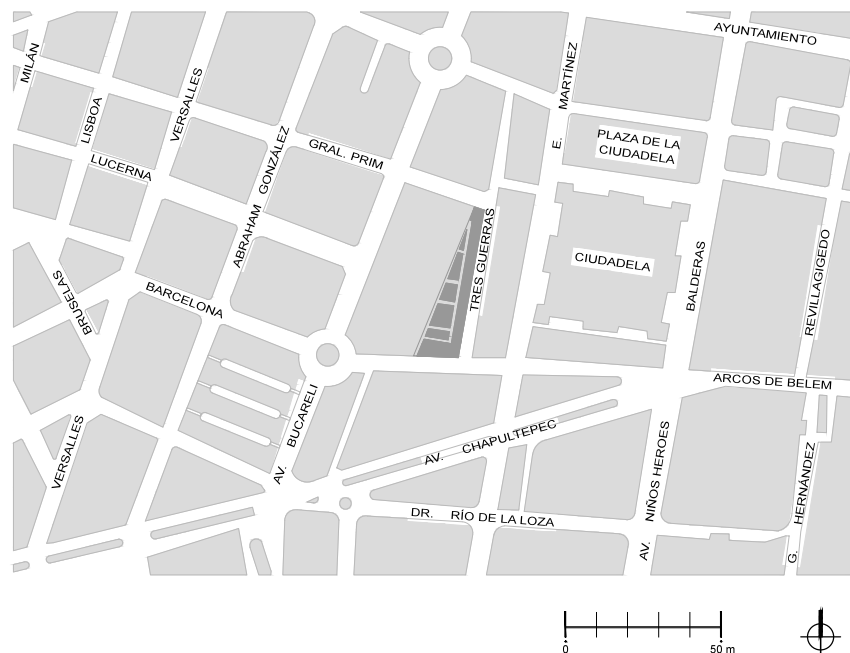 AYUNTAMIENTO
MILÁN
LISBOA
VERSALLES
LUCERNA
ABRAHAM GONZÁLEZ
GRAL. PRIM
E. MARTÍNEZ
PLAZA DE LA
CIUDADELA
CIUDADELA
TRES GUERRAS
BALDERAS
REVILLAGIGEDO
BRUSELAS
BARCELONA
ARCOS DE BELEM
VERSALLES
AV. BUCARELI
AV. CHAPULTEPEC
DR. RÍO DE LA LOZA
AV. NIÑOS HEROES
G. HERNÁNDEZ
0 50 m